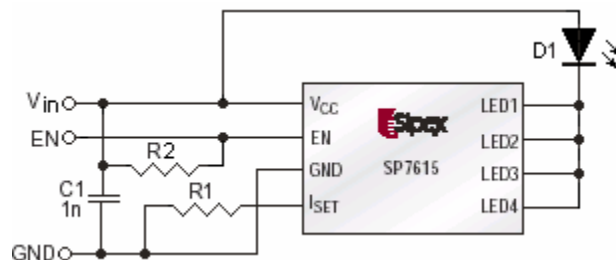 D1
Vin
VCC
Sipex
LED1
EN
EN
LED2
R2
GND
SP7615
LED3
C1
1n
R1
ISET
LED4
GND